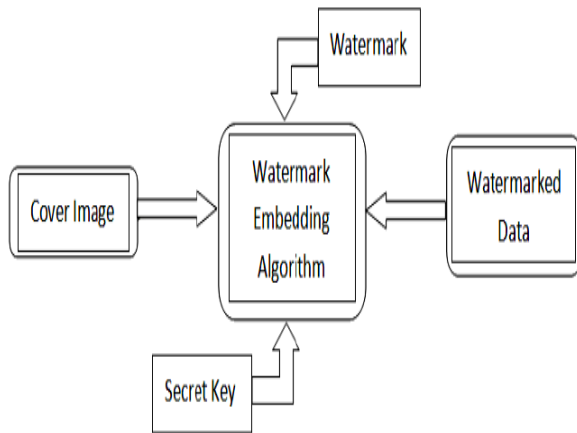 Watermark
Cover Image
Watermark
Embedding
Algorithm
Watermarked
Data
Secret Key